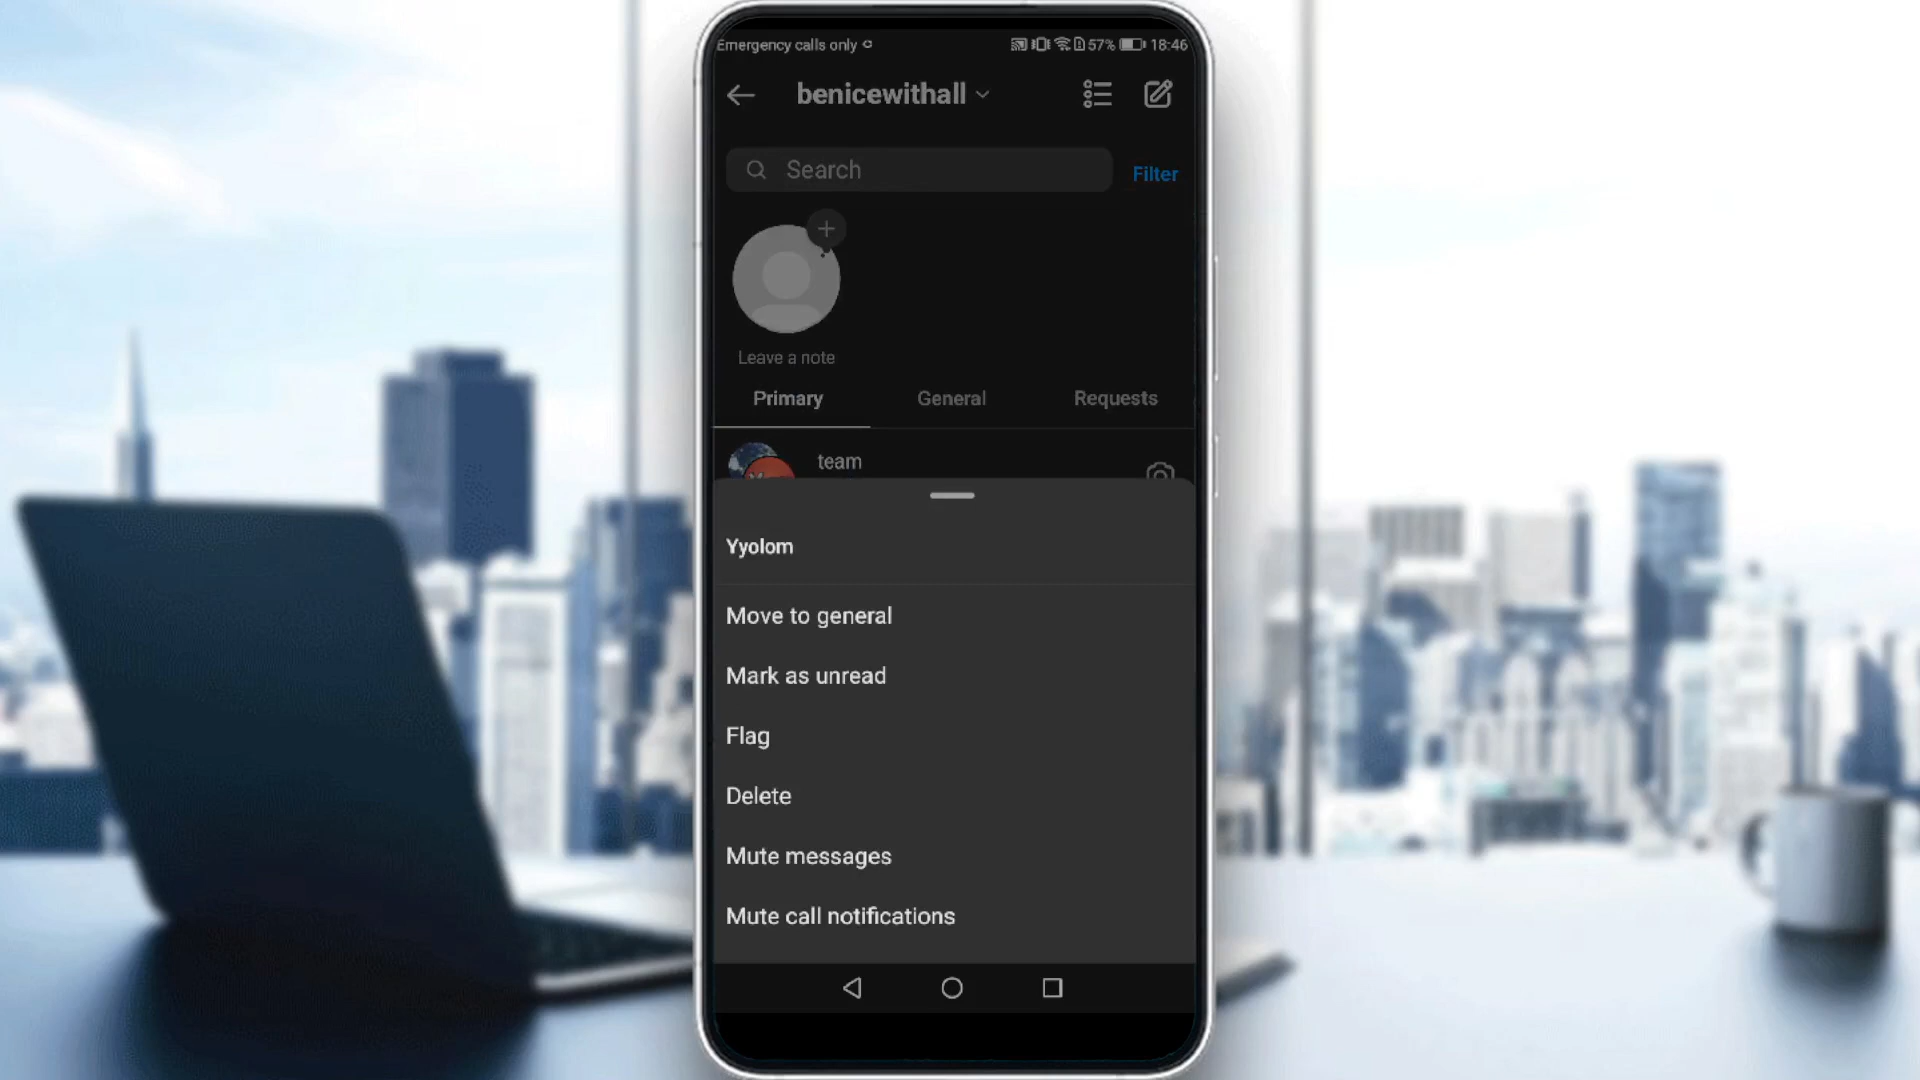 Emergency calls only
57% 18:46
benicewithall
Search
Filter
Leave a note
Primary General Requests
team
Yyolom
Move to general
Mark as unread
Flag
Delete
Mute messages
Mute call notifications